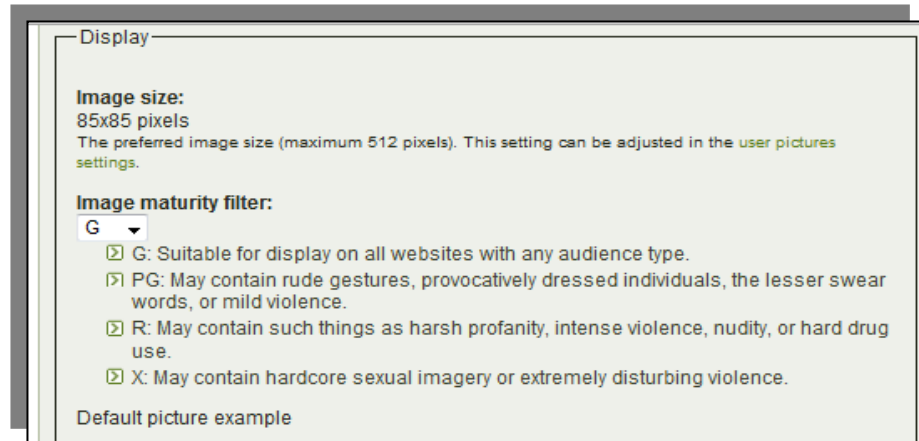 Display
Image size:
85x85 pixels
The preferred image size (maximum 512 pixels). This setting can be adjusted in the user pictures
settings.
Image maturity filter:
G
G: Suitable for display on all websites with any audience type.
PG: May contain rude gestures, provocatively dressed individuals, the lesser swear
words, or mild violence.
R: May contain such things as harsh profanity, intense violence, nudity, or hard drug
use.
X: May contain hardcore sexual imagery or extremely disturbing violence.
Default picture example